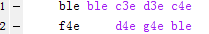 1 - ble ble c3e d3e c4e
2 - f4e d4e g4e ble